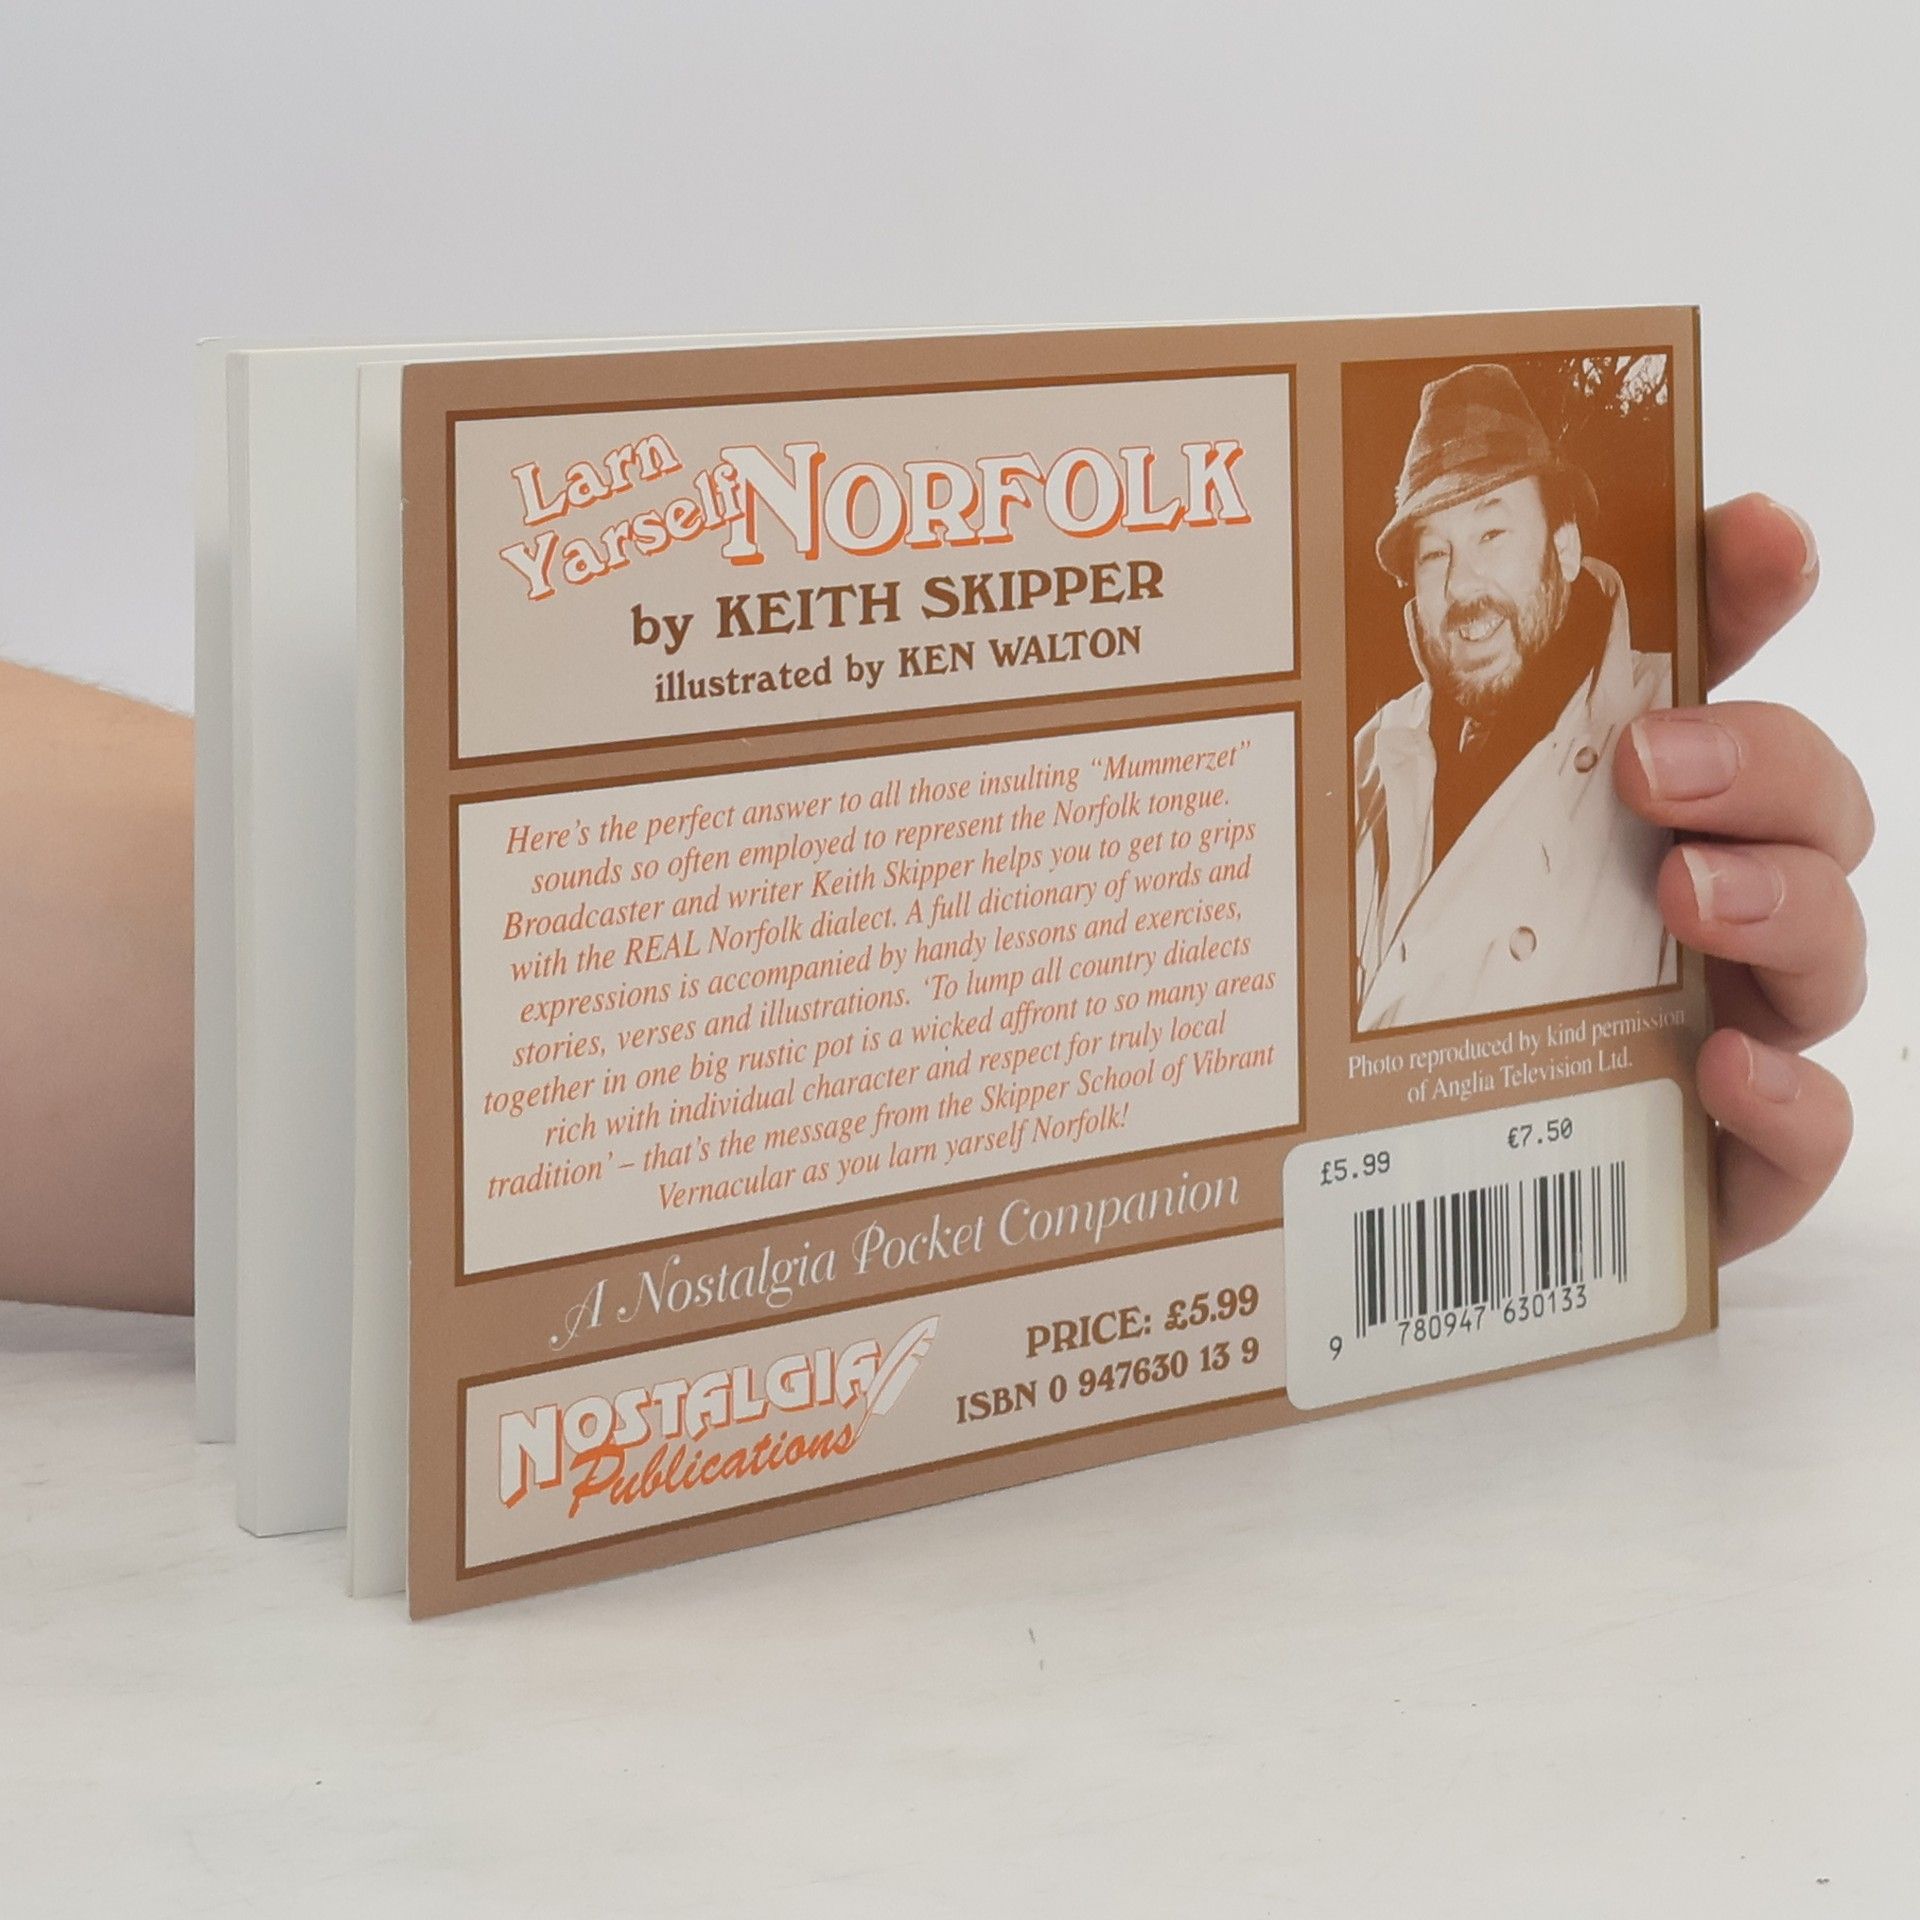 Larn
Yarself NORFOLK
by KEITH SKIPPER
illustrated by KEN WALTON
Here's the perfect answer to all those insulting “Mummerzet”
sounds so often employed to represent the Norfolk tongue.
Broadcaster and writer Keith Skipper helps you to get to grips
with the REAL Norfolk dialect. A full dictionary of words and
expressions is accompanied by handy lessons and exercises,
stories, verses and illustrations. ‘To lump all country dialects
together in one big rustic pot is a wicked affront to so many areas
rich with individual character and respect for truly local
tradition’ – that's the message from the Skipper School of Vibrant
Vernacular as you larn yarself Norfolk!
A Nostalgia Pocket Companion
NOSTALGIA
Publications
PRICE: £5.99
ISBN 0 947630 13 9
Photo reproduced by kind permission
of Anglia Television Ltd.
£5.99 €7.50
9 780947 630133